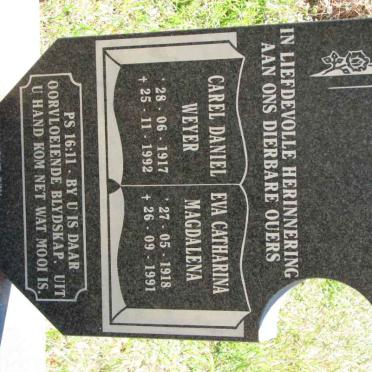 IN LIEFDEVOLLE HERINNERING
AAN ONS DIERBARE OUERS
CAREL DANIEL
WEYER
* 28 · 06 · 1917
+ 25 · 11 · 1992
EVA CATHARINA
MAGDALENA
* 27 · 05 · 1918
+ 26 · 09 · 1991
PS 16:11 · BY U IS DAAR
OORVLOEIENDE BLYDSKAP · UIT
U HAND KOM NET WAT MOOI IS.